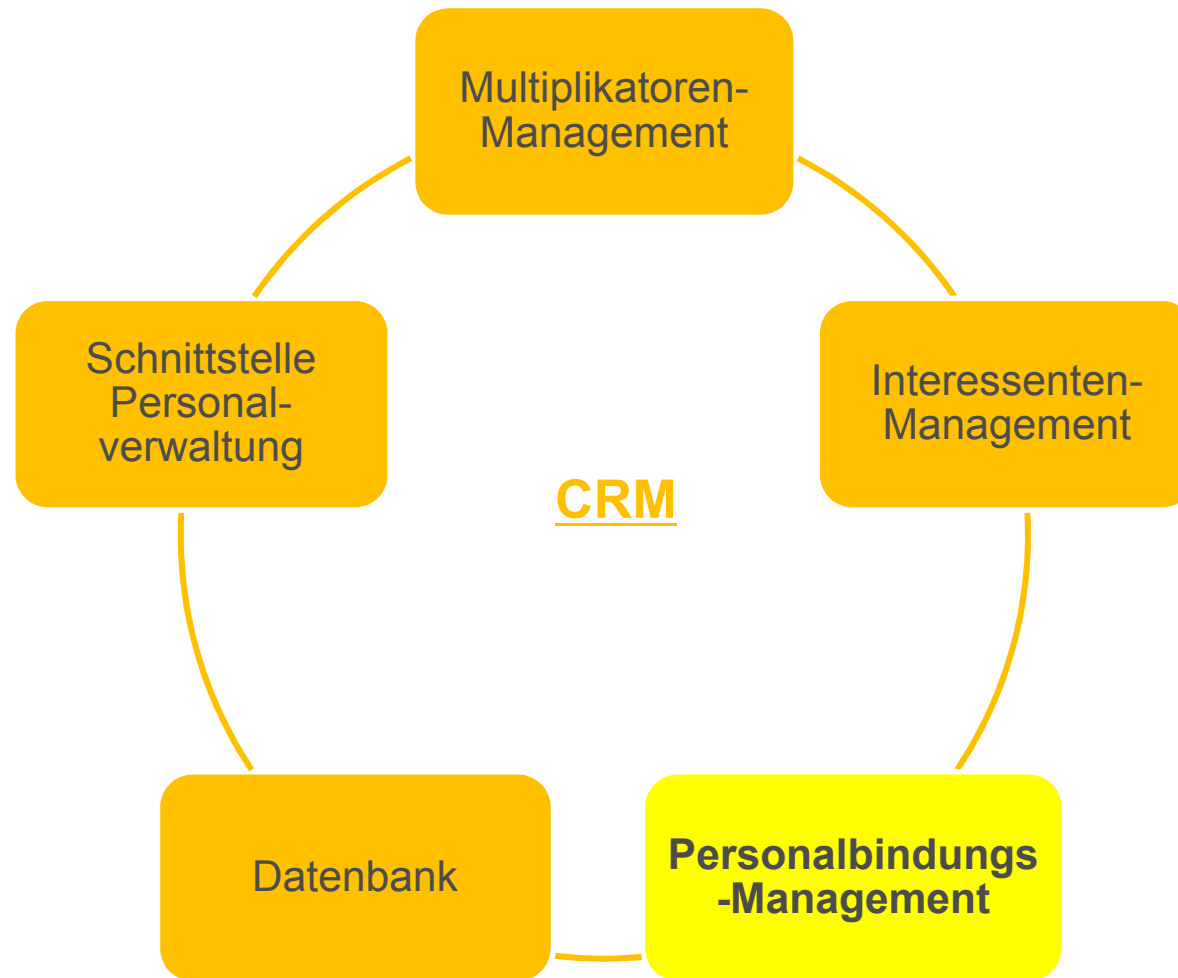 Multiplikatoren-
Management
Schnittstelle
Personal-
verwaltung
Interessenten-
Management
CRM
Datenbank
Personalbindungs
-Management